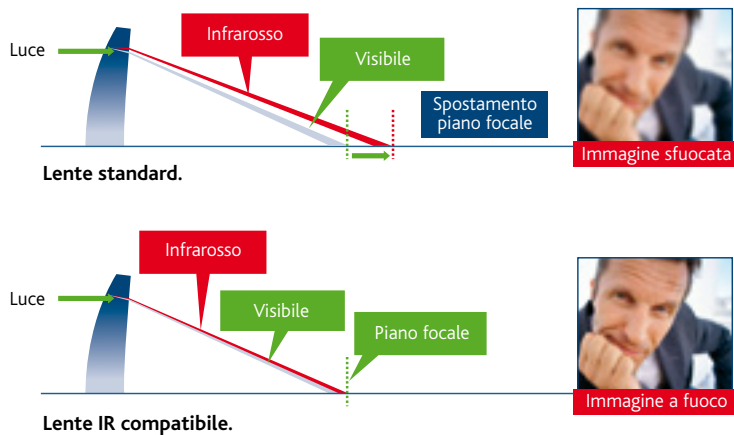 Infrarosso
Luce
Visibile
Spostamento
piano focale
Immagine sfuocata
Lente standard.
Infrarosso
Luce
Visibile
Piano focale
Immagine a fuoco
Lente IR compatibile.